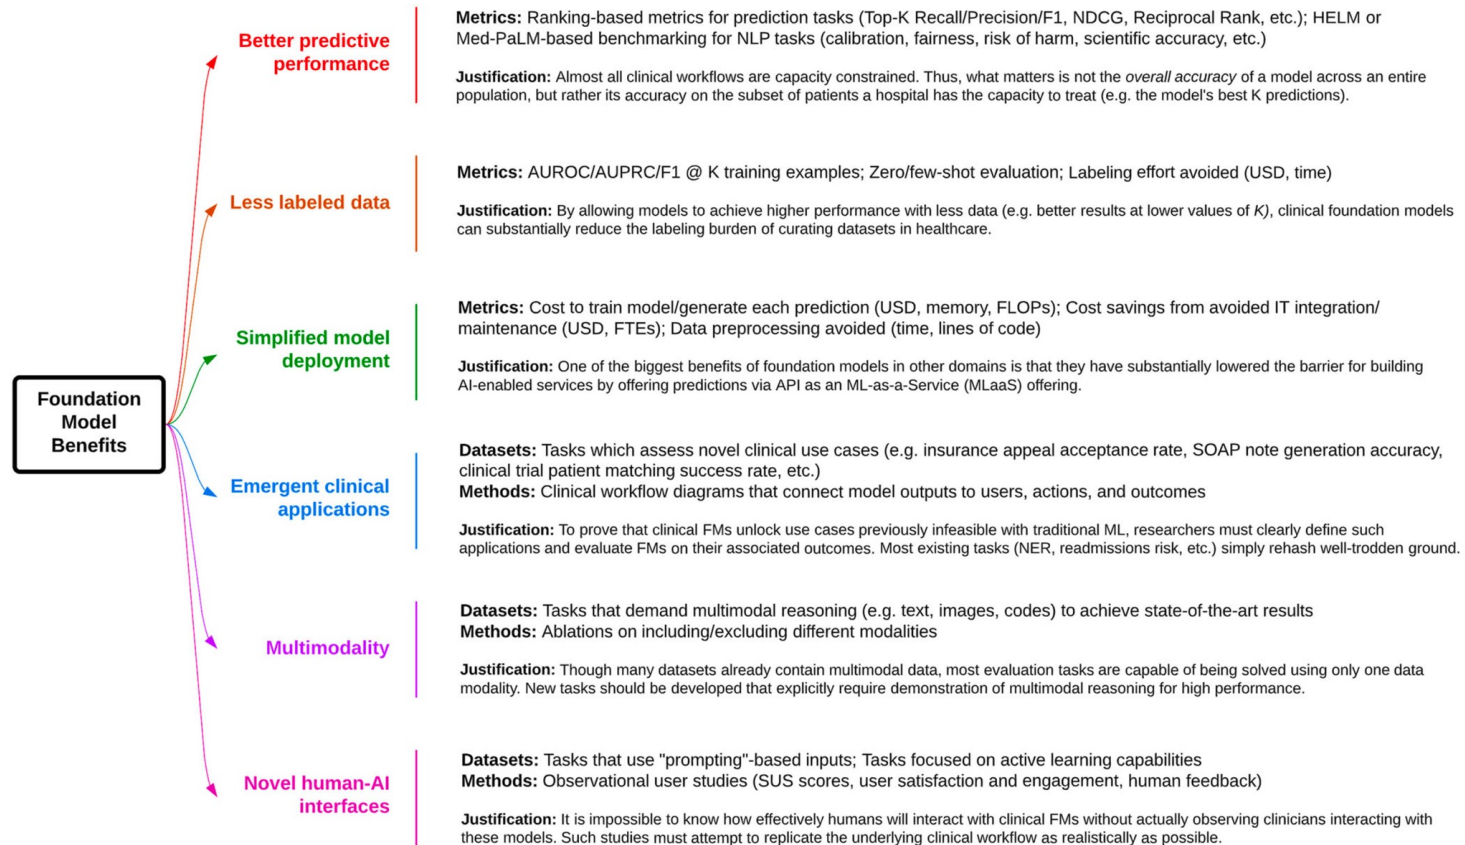 Foundation
Model
Benefits
Better predictive
performance
Metrics: Ranking-based metrics for prediction tasks (Top-K Recall/Precision/F1, NDCG, Reciprocal Rank, etc.); HELM or
Med-PaLM-based benchmarking for NLP tasks (calibration, fairness, risk of harm, scientific accuracy, etc.)
Justification: Almost all clinical workflows are capacity constrained. Thus, what matters is not the overall accuracy of a model across an entire
population, but rather its accuracy on the subset of patients a hospital has the capacity to treat (e.g. the model's best K predictions).
Less labeled data
Metrics: AUROC/AUPRC/F1 @ K training examples; Zero/few-shot evaluation; Labeling effort avoided (USD, time)
Justification: By allowing models to achieve higher performance with less data (e.g. better results at lower values of K), clinical foundation models
can substantially reduce the labeling burden of curating datasets in healthcare.
Simplified model
deployment
Metrics: Cost to train model/generate each prediction (USD, memory, FLOPs); Cost savings from avoided IT integration/
maintenance (USD, FTEs); Data preprocessing avoided (time, lines of code)
Justification: One of the biggest benefits of foundation models in other domains is that they have substantially lowered the barrier for building
AI-enabled services by offering predictions via API as an ML-as-a-Service (MLaaS) offering.
Emergent clinical
applications
Datasets: Tasks which assess novel clinical use cases (e.g. insurance appeal acceptance rate, SOAP note generation accuracy,
clinical trial patient matching success rate, etc.)
Methods: Clinical workflow diagrams that connect model outputs to users, actions, and outcomes
Justification: To prove that clinical FMs unlock use cases previously infeasible with traditional ML, researchers must clearly define such
applications and evaluate FMs on their associated outcomes. Most existing tasks (NER, readmissions risk, etc.) simply rehash well-trodden ground.
Multimodality
Datasets: Tasks that demand multimodal reasoning (e.g. text, images, codes) to achieve state-of-the-art results
Methods: Ablations on including/excluding different modalities
Justification: Though many datasets already contain multimodal data, most evaluation tasks are capable of being solved using only one data
modality. New tasks should be developed that explicitly require demonstration of multimodal reasoning for high performance.
Novel human-AI
interfaces
Datasets: Tasks that use "prompting"-based inputs; Tasks focused on active learning capabilities
Methods: Observational user studies (SUS scores, user satisfaction and engagement, human feedback)
Justification: It is impossible to know how effectively humans will interact with clinical FMs without actually observing clinicians interacting with
these models. Such studies must attempt to replicate the underlying clinical workflow as realistically as possible.